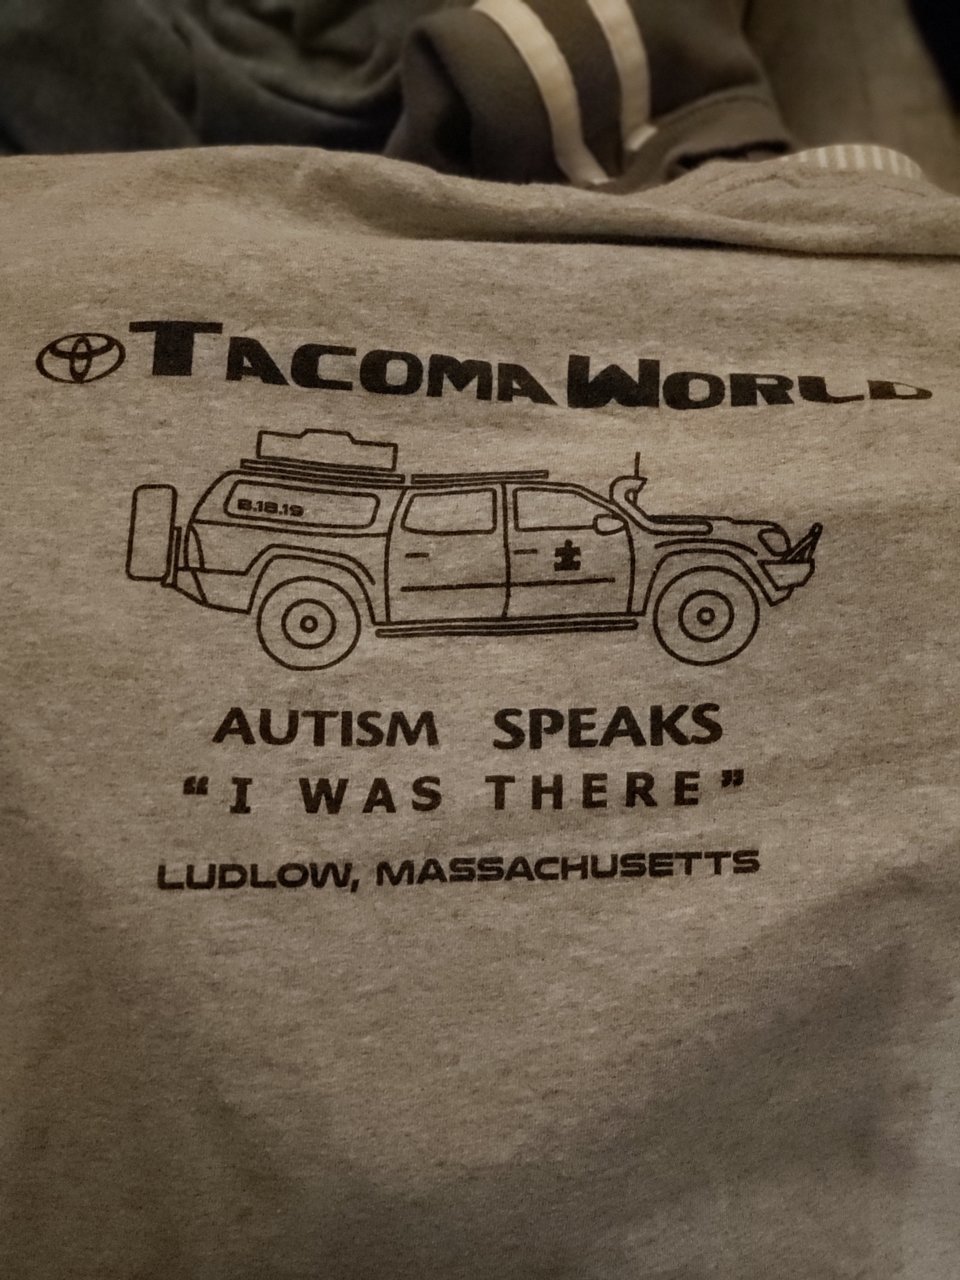 TACOMA WORLD
8.18.19
AUTISM SPEAKS
"I WAS THERE"
LUDLOW, MASSACHUSETTS